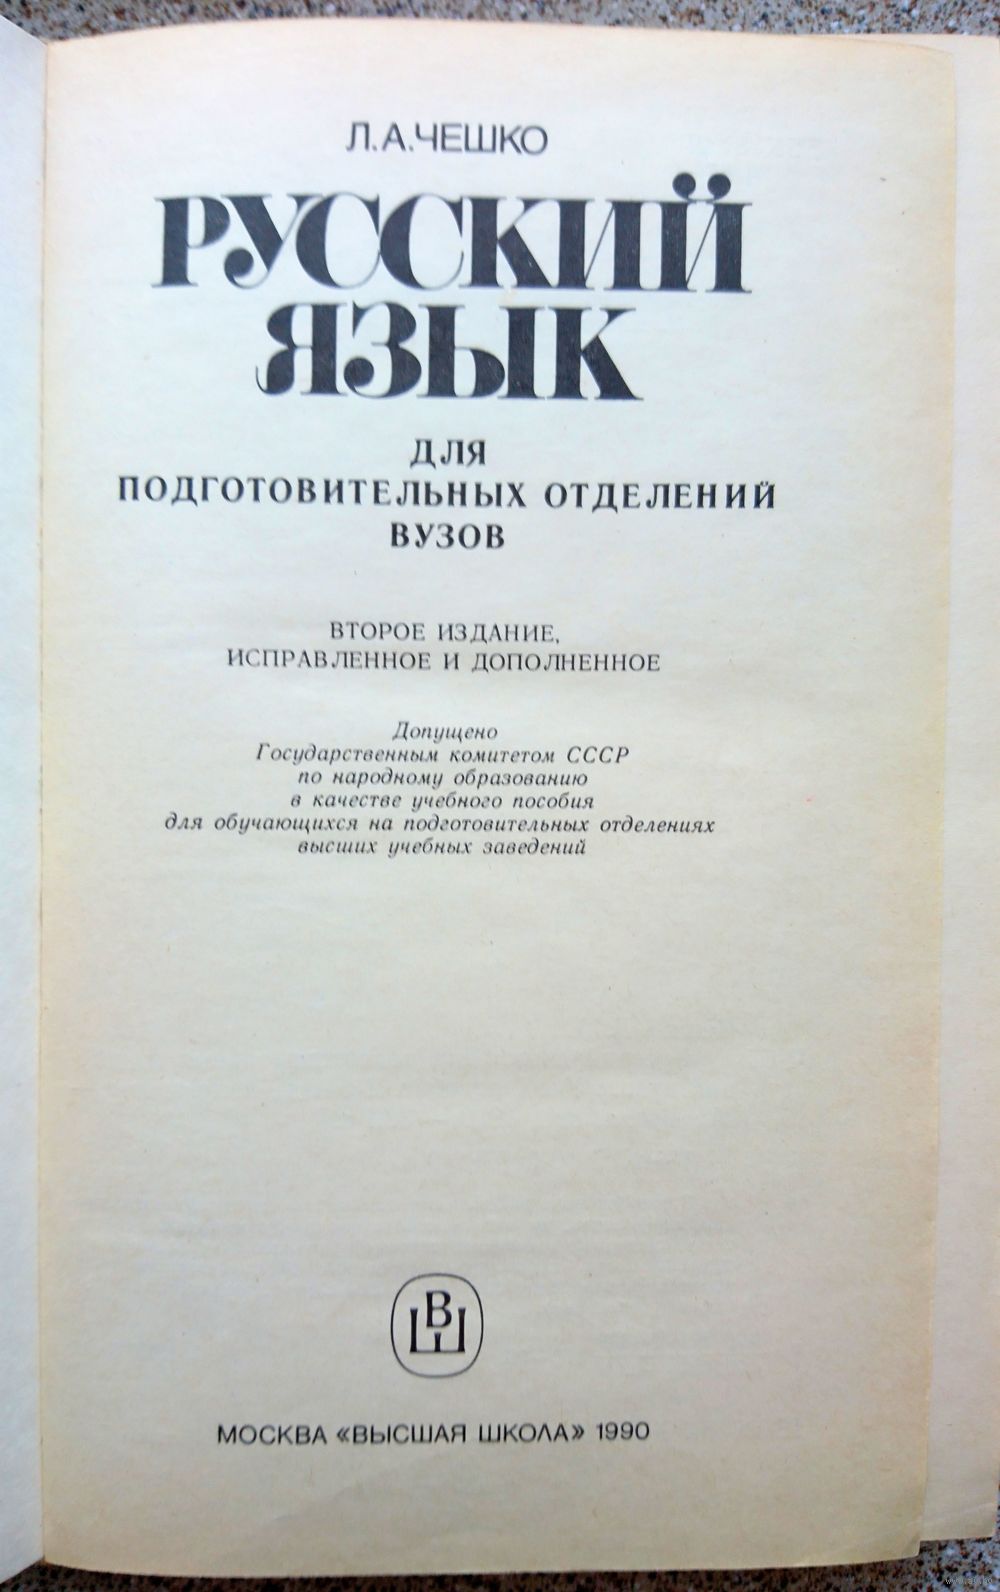 Л.А.ЧЕШКО
РУССКИЙ
ЯЗЫК
ДЛЯ
ПОДГОТОВИТЕЛЬНЫХ ОТДЕЛЕНИЙ
ВУЗОВ
ВТОРОЕ ИЗДАНИЕ,
ИСПРАВЛЕННОЕ И ДОПОЛНЕННОЕ
Допущено
Государственным комитетом СССР
по народному образованию
в качестве учебного пособия
для обучающихся на подготовительных отделениях
высших учебных заведений
ВШ
МОСКВА «ВЫСШАЯ ШКОЛА» 1990